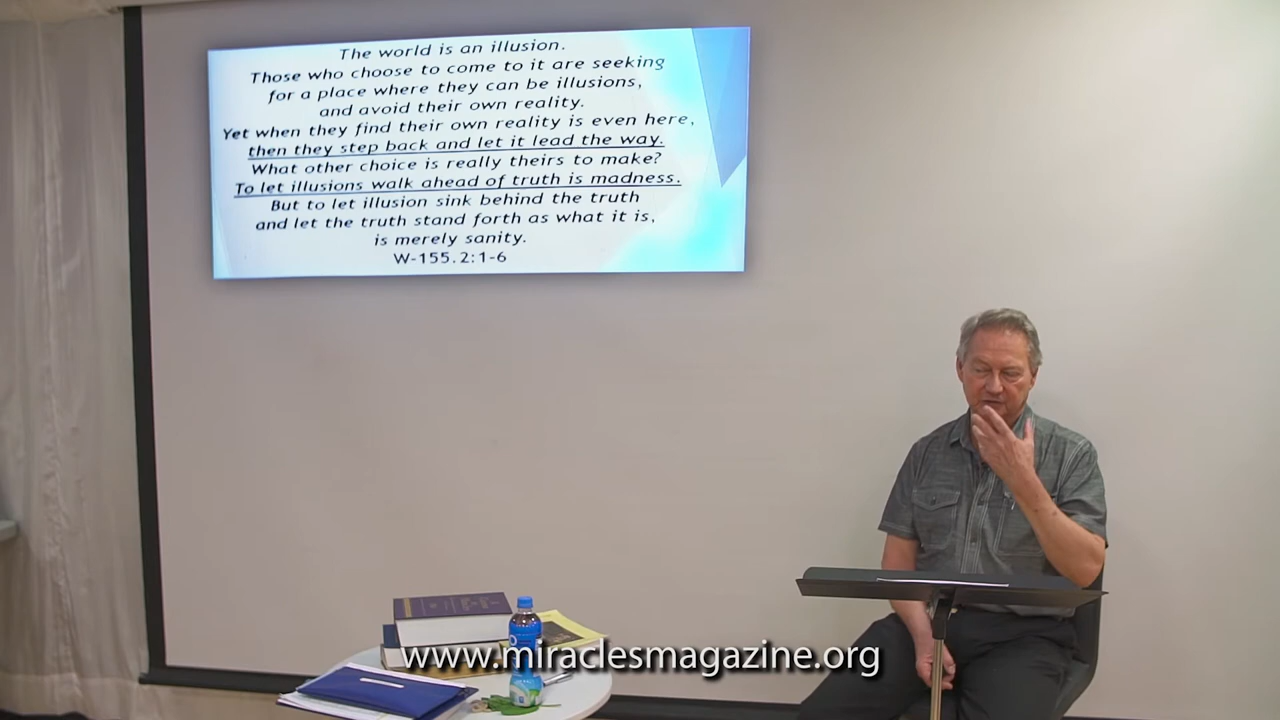 The world is an illusion.
Those who choose to come to it are seeking
for a place where they can be illusions,
and avoid their own reality.
Yet when they find their own reality is even here,
then they step back and let it lead the way.
What other choice is really theirs to make?
To let illusions walk ahead of truth is madness.
But to let illusion sink behind the truth
and let the truth stand forth as what it is,
is merely sanity.
W-155.2:1-6
www.miraclesmagazine.org